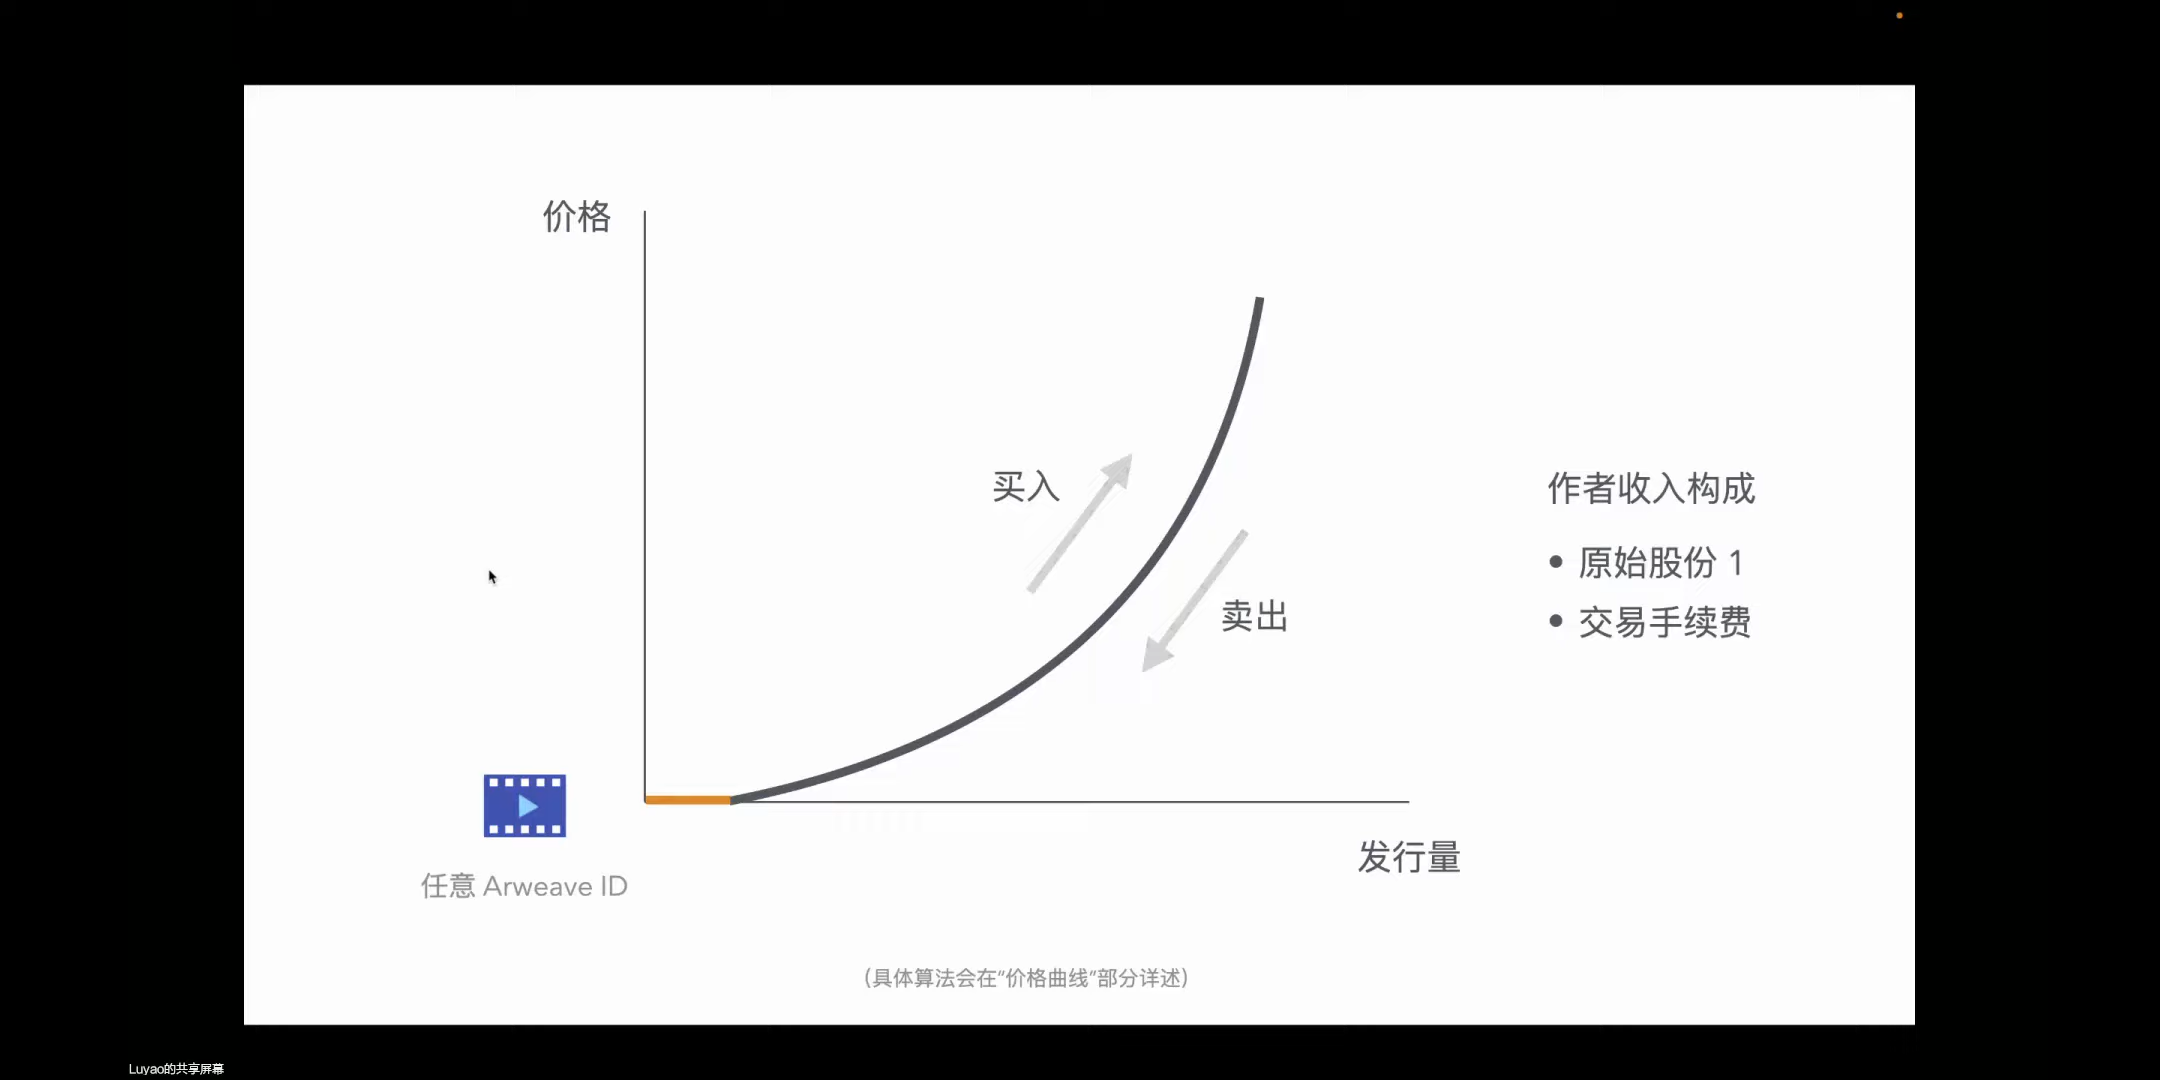 价格
买入
卖出
作者收入构成
• 原始股份 1
• 交易手续费
发行量
任意 Arweave ID
(具体算法会在“价格曲线”部分详述)
Luyao的共享屏幕